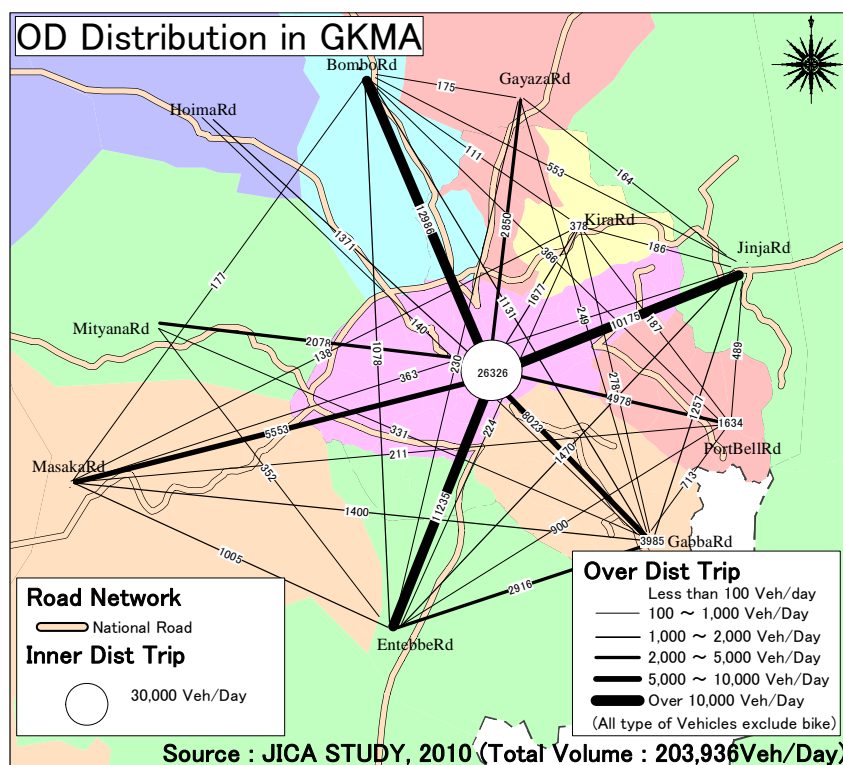 OD Distribution in GKMA
BomboRd
GayazaRd
175
HoimaRd
111
553
164
KiraRd
378
12986
2850
1371
366
186
JinjaRd
177
1677
1131
249
187
10175
MityanaRd
2078
140
138
1078
230
363
26326
278
489
4978
1257
1634
5553
8023
224
331
211
1470
PortBellRd
MasakaRd
352
713
11235
1400
900
3985
GabbaRd
1005
2916
EntebbeRd
Road Network
National Road
Inner Dist Trip
30,000 Veh/Day
Over Dist Trip
Less than 100 Veh/day
100 ～ 1,000 Veh/Day
1,000 ～ 2,000 Veh/Day
2,000 ～ 5,000 Veh/Day
5,000 ～ 10,000 Veh/Day
Over 10,000 Veh/Day
(All type of Vehicles exclude bike)
Source : JICA STUDY, 2010 (Total Volume : 203,936Veh/Day)